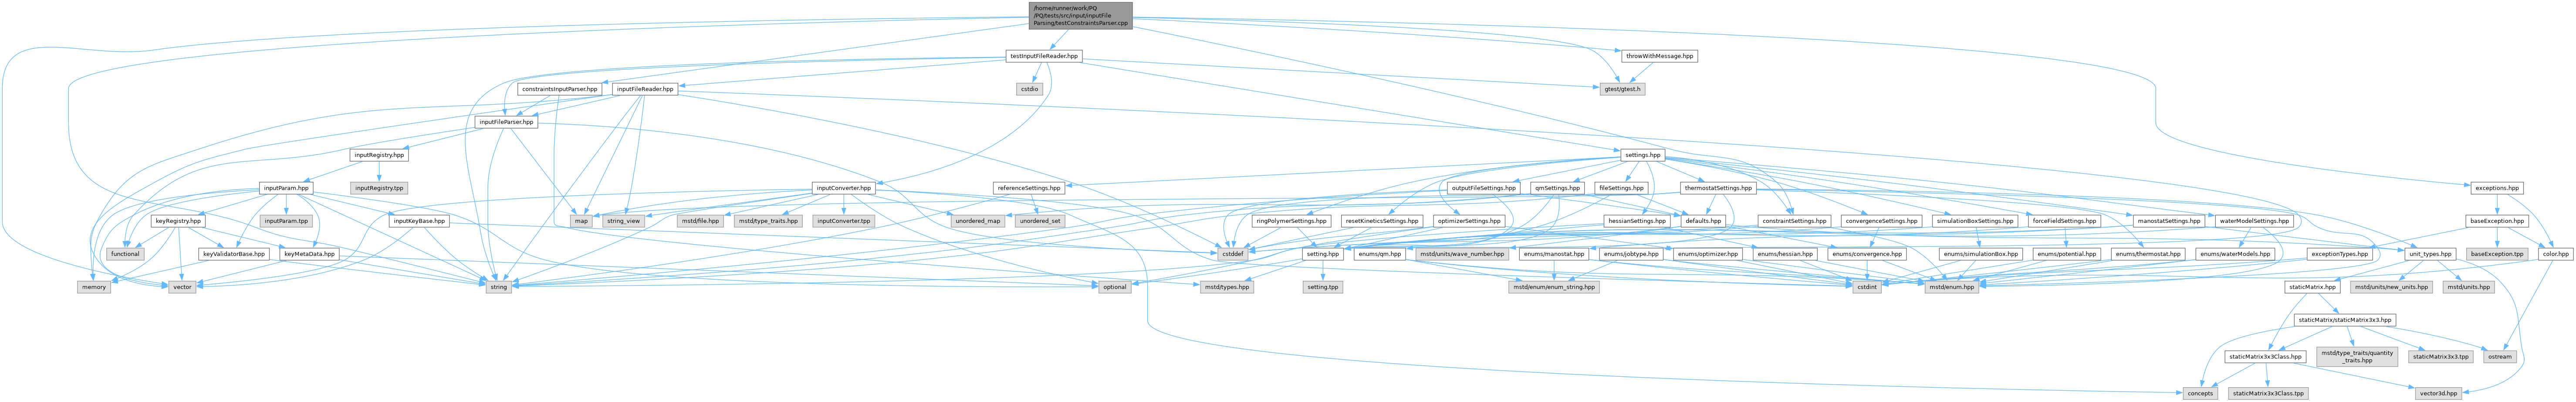 /home/runner/work/PQ
/PQ/tests/src/input/inputFile
Parsing/testConstraintsParser.cpp
testInputFileReader.hpp
throwWithMessage.hpp
constraintsInputParser.hpp
cstdio
inputFileReader.hpp
gtest/gtest.h
inputFileParser.hpp
inputRegistry.hpp
settings.hpp
inputParam.hpp
inputRegistry.tpp
inputConverter.hpp
referenceSettings.hpp
outputFileSettings.hpp
qmSettings.hpp
fileSettings.hpp
thermostatSettings.hpp
exceptions.hpp
keyRegistry.hpp
inputParam.tpp
inputKeyBase.hpp
map
string_view
mstd/file.hpp
mstd/type_traits.hpp
inputConverter.tpp
unordered_map
unordered_set
ringPolymerSettings.hpp
resetKineticsSettings.hpp
optimizerSettings.hpp
hessianSettings.hpp
defaults.hpp
constraintSettings.hpp
convergenceSettings.hpp
simulationBoxSettings.hpp
forceFieldSettings.hpp
manostatSettings.hpp
waterModelSettings.hpp
baseException.hpp
functional
keyValidatorBase.hpp
keyMetaData.hpp
cstddef
setting.hpp
enums/qm.hpp
mstd/units/wave_number.hpp
enums/manostat.hpp
enums/jobtype.hpp
enums/optimizer.hpp
enums/hessian.hpp
enums/convergence.hpp
enums/simulationBox.hpp
enums/potential.hpp
enums/thermostat.hpp
enums/waterModels.hpp
exceptionTypes.hpp
unit_types.hpp
baseException.tpp
color.hpp
memory
vector
string
optional
mstd/types.hpp
setting.tpp
mstd/enum/enum_string.hpp
cstdint
mstd/enum.hpp
staticMatrix.hpp
mstd/units/new_units.hpp
mstd/units.hpp
staticMatrix/staticMatrix3x3.hpp
staticMatrix3x3Class.hpp
mstd/type_traits/quantity
_traits.hpp
staticMatrix3x3.tpp
ostream
concepts
staticMatrix3x3Class.tpp
vector3d.hpp